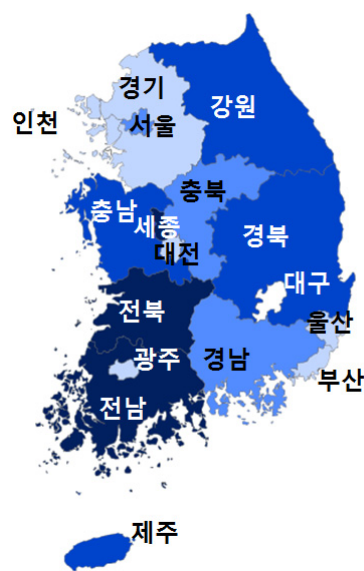 경기
강원
서울
인천
충북
충남
세종
경북
대전
대구
전북
울산
광주
경남
부산
전남
제주